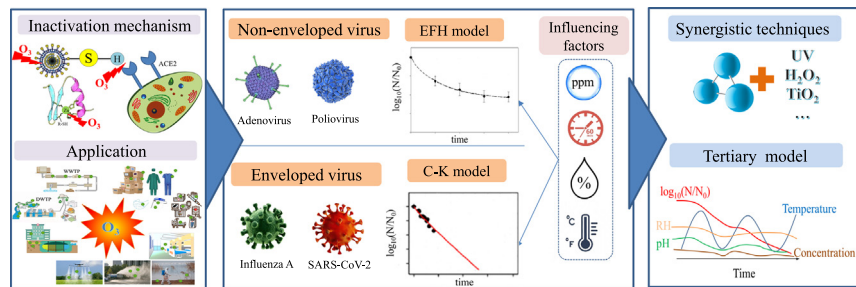 Inactivation mechanism
O3
S
H
O3
ACE2
R-SH
O3
Application
WWTP
DWTP
O3
Non-enveloped virus
Adenovirus
Poliovirus
EFH model
log10(N/N0)
time
Enveloped virus
Influenza A
SARS-CoV-2
C-K model
log10(N/N0)
time
Influencing
factors
ppm
60
%
°C
°F
Synergistic techniques
UV
H2O2
TiO2
...
Tertiary model
log10(N/N0)
Temperature
RH
pH
Concentration
Time